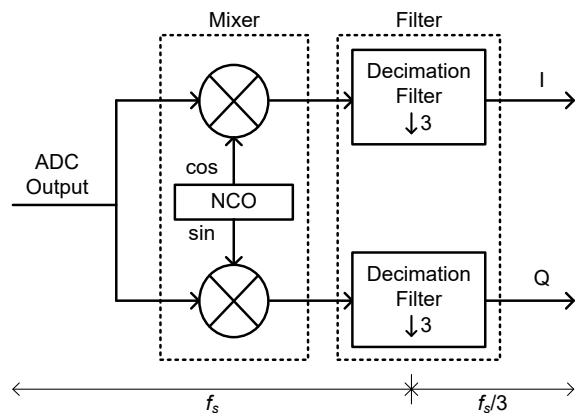 Mixer
Filter
Decimation
Filter
↓3
I
ADC
Output
cos
NCO
sin
Decimation
Filter
↓3
Q
fs
fs/3